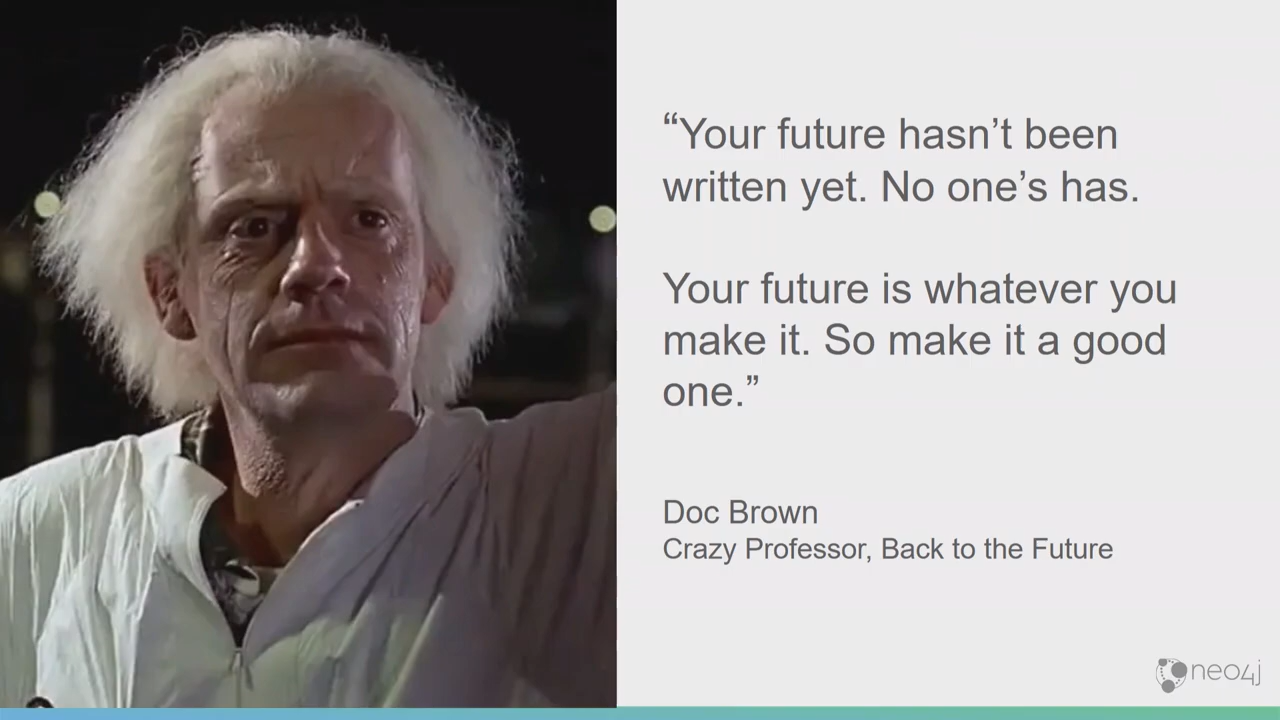 “Your future hasn’t been
written yet. No one’s has.
Your future is whatever you
make it. So make it a good
one.”
Doc Brown
Crazy Professor, Back to the Future
neo4j